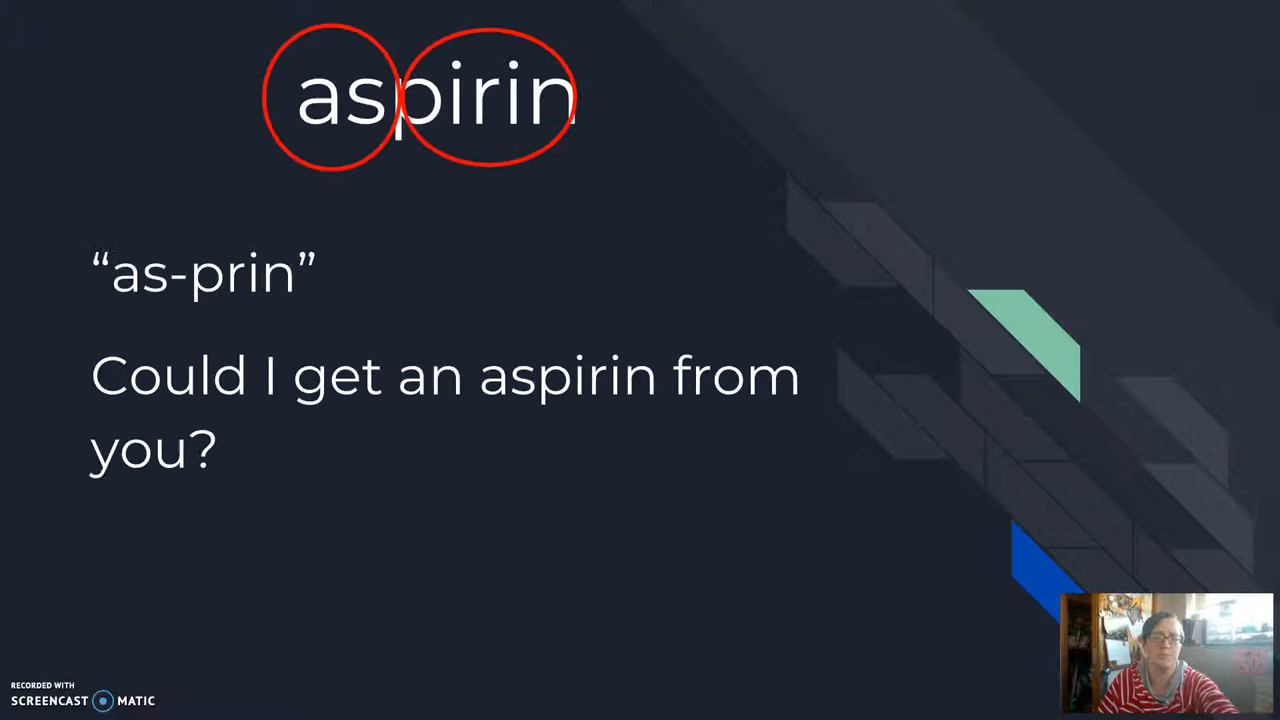 aspirin
“as-prin”
Could I get an aspirin from
you?
RECORDED WITH
SCREENCAST MATIC